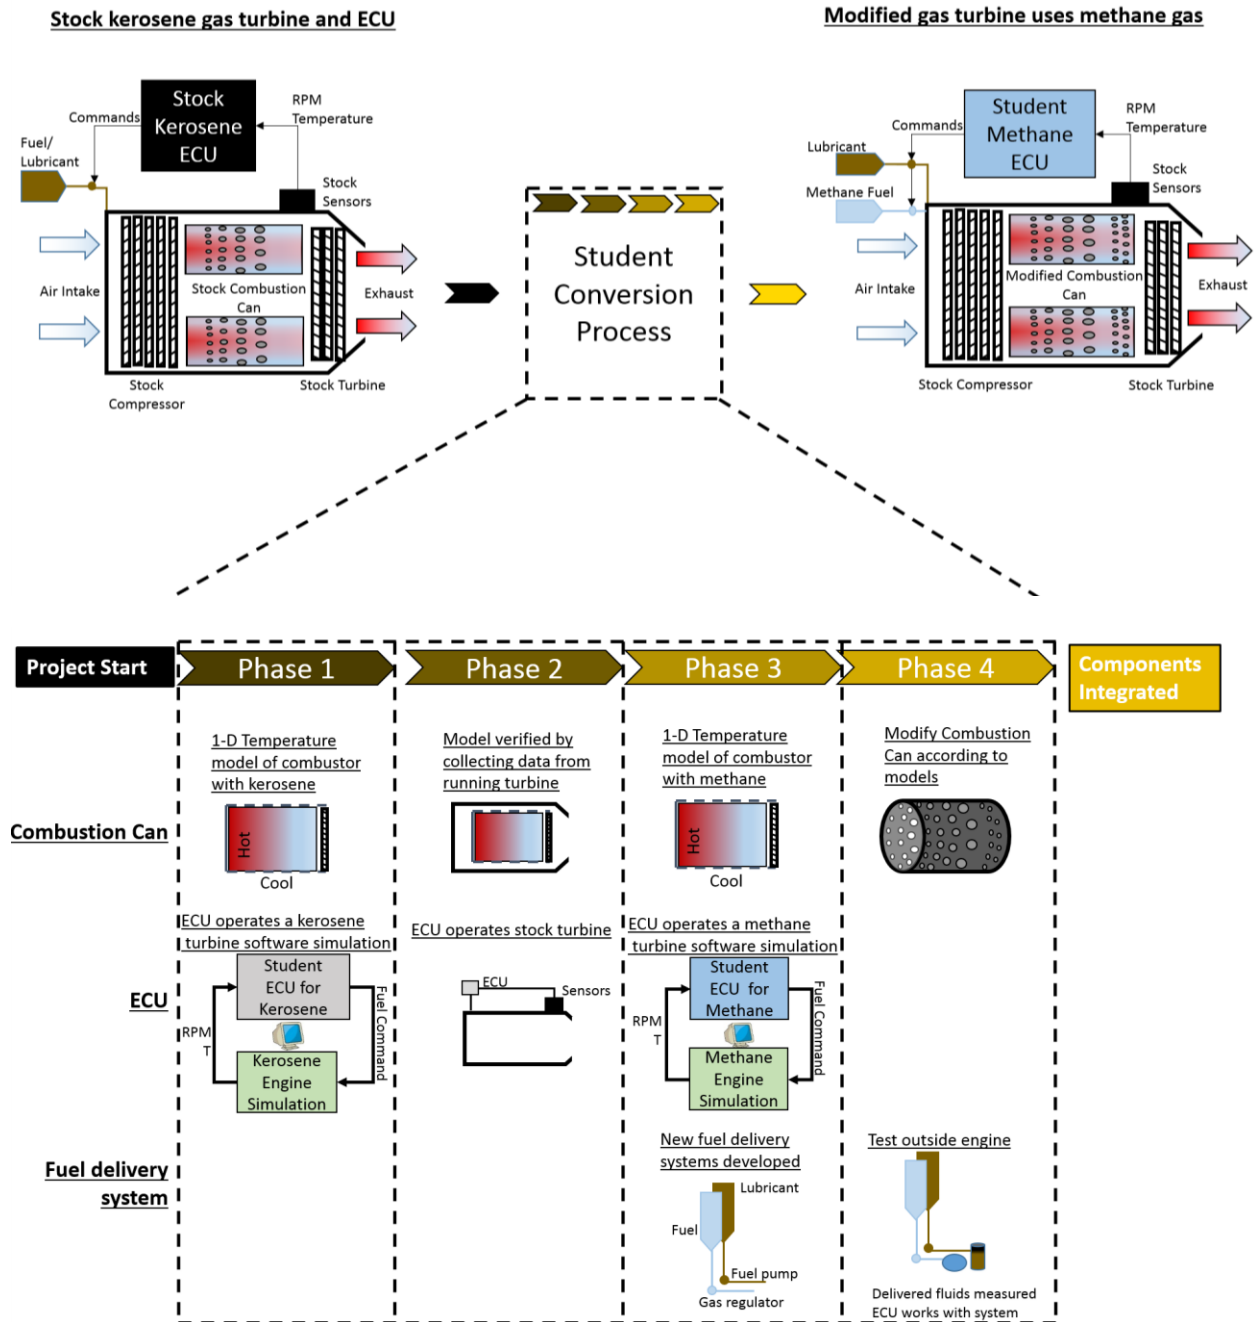 Stock kerosene gas turbine and ECU
Modified gas turbine uses methane gas
Stock
Kerosene
ECU
Commands
RPM
Temperature
Fuel/
Lubricant
Stock
Sensors
Air Intake
Stock Combustion
Can
Exhaust
Stock
Compressor
Stock Turbine
Student
Conversion
Process
Student
Methane
ECU
Commands
RPM
Temperature
Lubricant
Methane Fuel
Stock
Sensors
Air Intake
Modified Combustion
Can
Exhaust
Stock Compressor
Stock Turbine
Project Start
Phase 1
Phase 2
Phase 3
Phase 4
Components
Integrated
Combustion Can
1-D Temperature
model of combustor
with kerosene
Hot
Cool
Model verified by
collecting data from
running turbine
1-D Temperature
model of combustor
with methane
Hot
Cool
Modify Combustion
Can according to
models
ECU
ECU operates a kerosene
turbine software simulation
Student
ECU for
Kerosene
RPM
T
Fuel Command
Kerosene
Engine
Simulation
ECU operates stock turbine
ECU
Sensors
ECU operates a methane
turbine software simulation
Student
ECU for
Methane
RPM
T
Fuel Command
Methane
Engine
Simulation
Fuel delivery
system
New fuel delivery
systems developed
Lubricant
Fuel
Fuel pump
Gas regulator
Test outside engine
Delivered fluids measured
ECU works with system